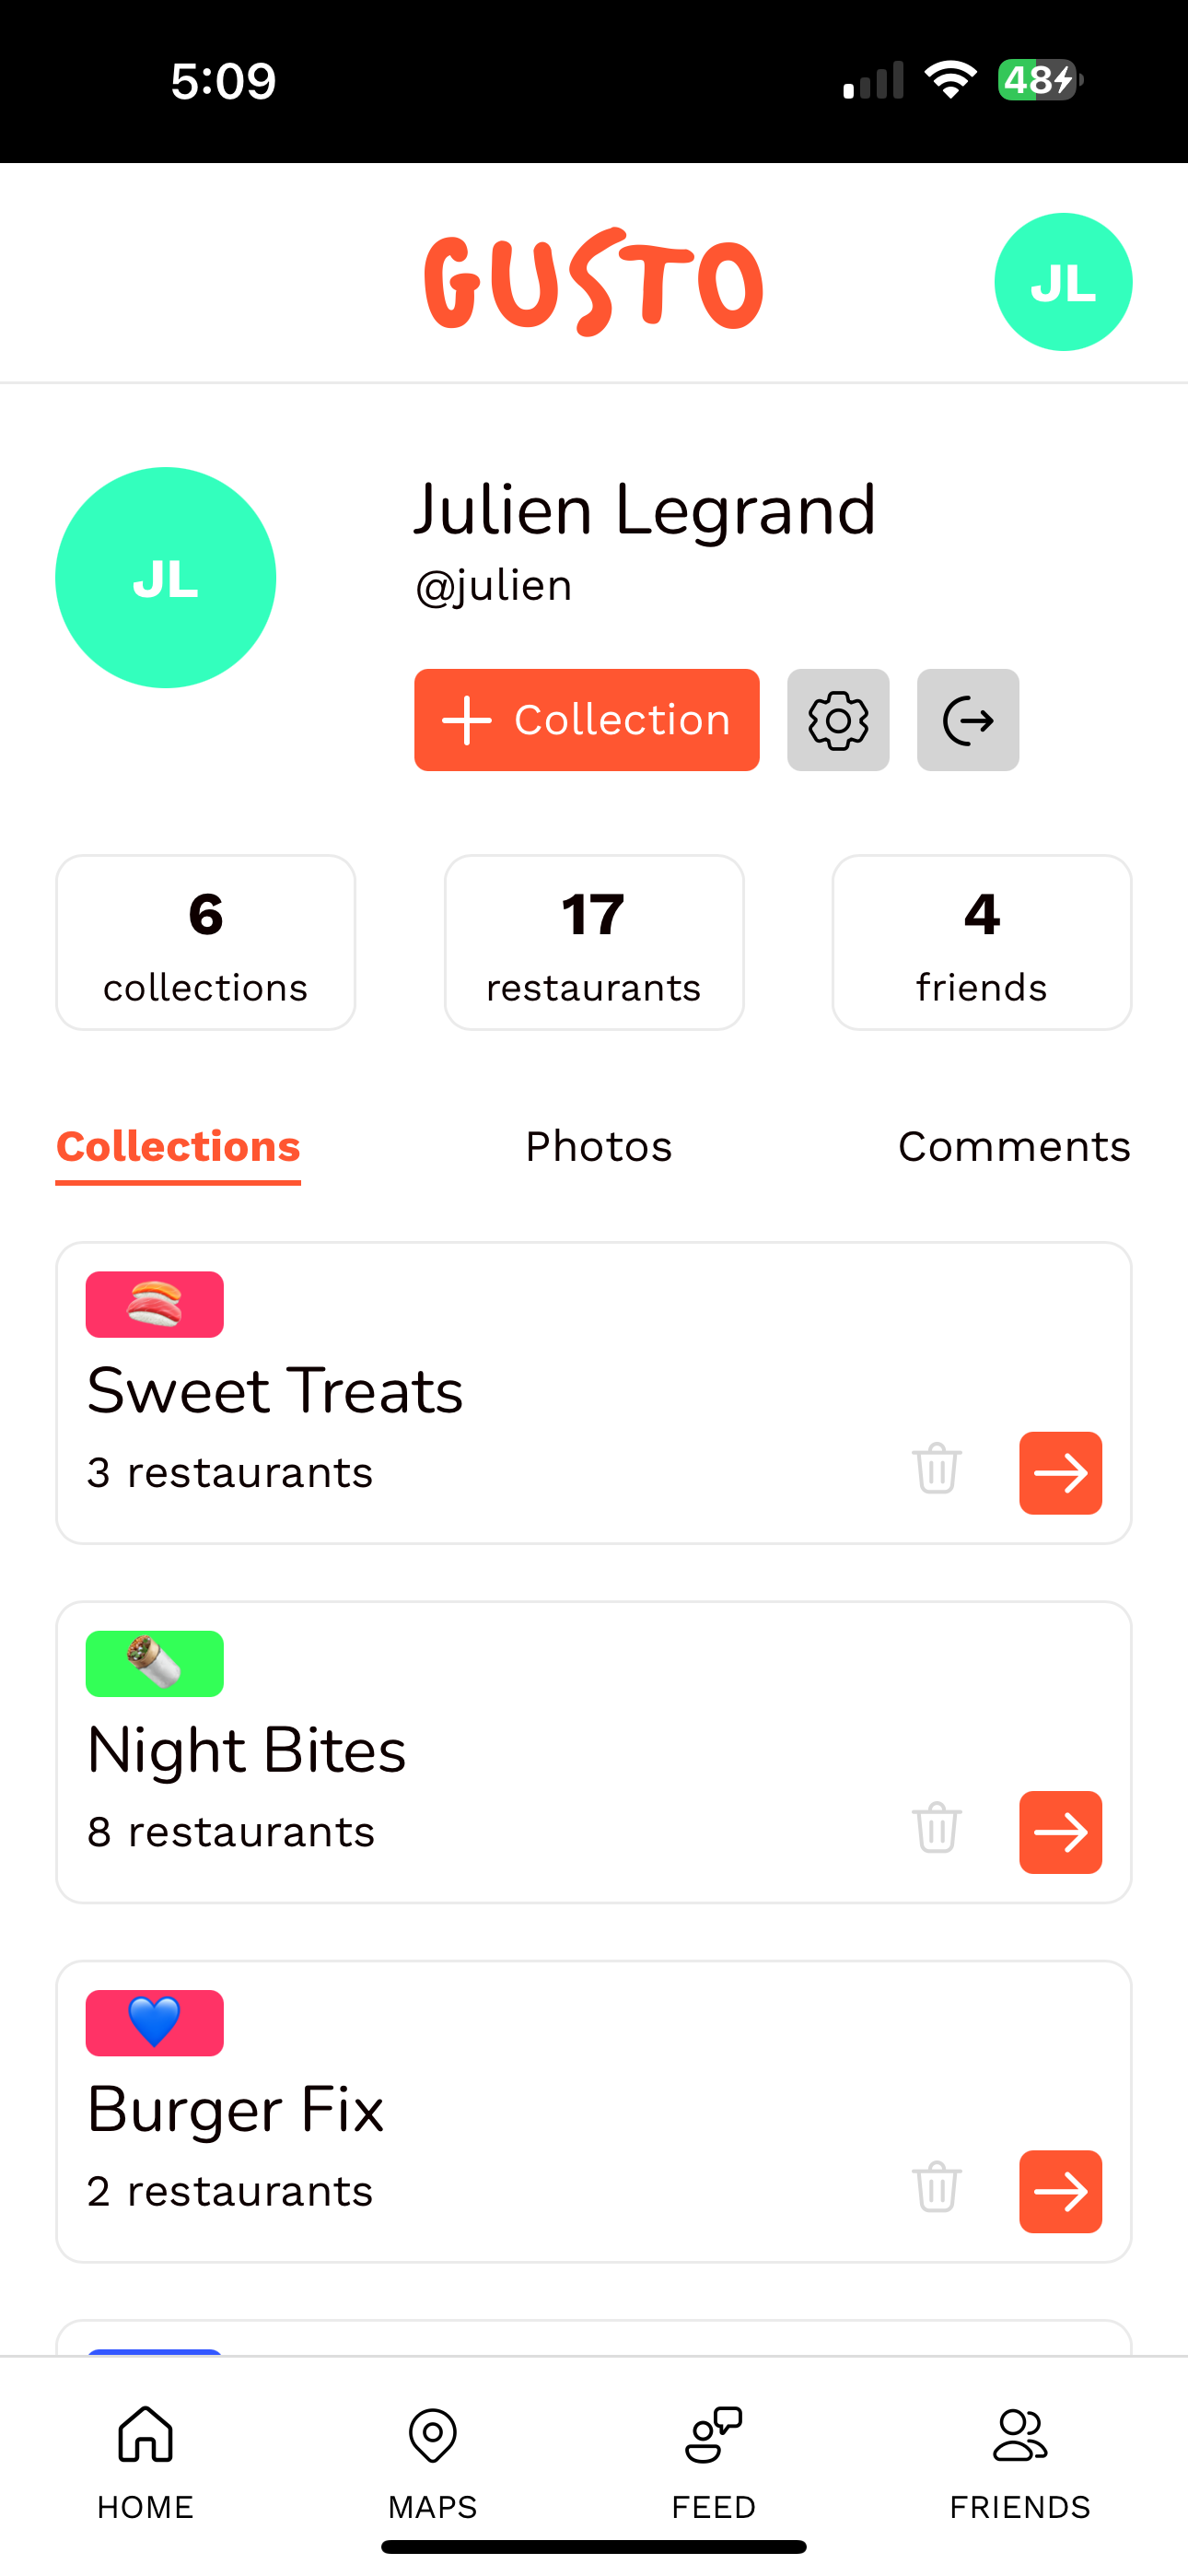 5:09
48
GUSTO
JL
JL
Julien Legrand
@julien
Collection
6
collections
17
restaurants
4
friends
Collections
Photos
Comments
Sweet Treats
3 restaurants
Night Bites
8 restaurants
Burger Fix
2 restaurants
HOME
MAPS
FEED
FRIENDS